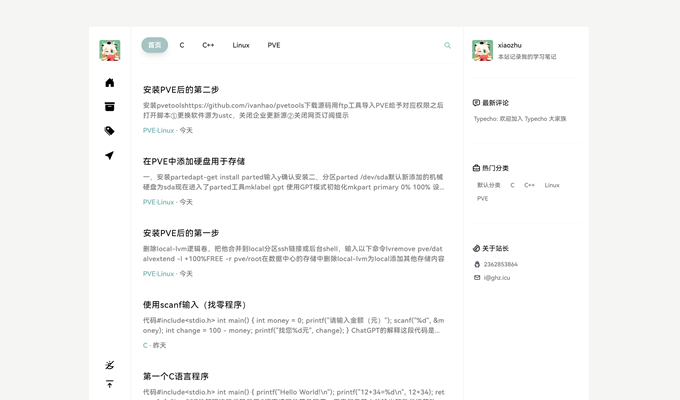 首页 C C++ Linux PVE
xiaozhu
本站记录我的学习笔记
安装PVE后的第二步
安装pvetoolshttps://github.com/ivanhao/pvetools下载源码用ftp工具导入PVE给予对应权限之后
打开脚本①更换软件源为ustc，关闭企业更新源②关闭网页订阅提示
PVE·Linux · 今天
在PVE中添加硬盘用于存储
一、安装partedapt-get install parted输入y确认安装二、分区parted /dev/sda默认新添加的机械
硬盘为sda现在进入了parted工具mklabel gpt 使用GPT模式初始化mkpart primary 0% 100% 设...
PVE·Linux · 今天
安装PVE后的第一步
删除local-lvm逻辑卷，把他合并到local分区ssh链接或后台shell，输入以下命令lvremove pve/dat
alvextend -l +100%FREE -r pve/root在数据中心的存储中删除local-lvm为local添加其他存储内容
PVE·Linux · 今天
使用scanf输入（找零程序）
代码#include<stdio.h> int main() { int money = 0; printf("请输入金额（元）"); scanf("%d", &m
oney); int change = 100 - money; printf("找您%d元", change); } ChatGPT的解释这段代码是...
C · 昨天
第一个C语言程序
代码#include<stdio.h> int main() { printf("Hello World!\n"); printf("12+34=%d\n", 12+34); ret
最新评论
Typecho: 欢迎加入 Typecho 大家族
热门分类
默认分类 C C++ Linux
PVE
关于站长
2362853864
i@ghz.icu